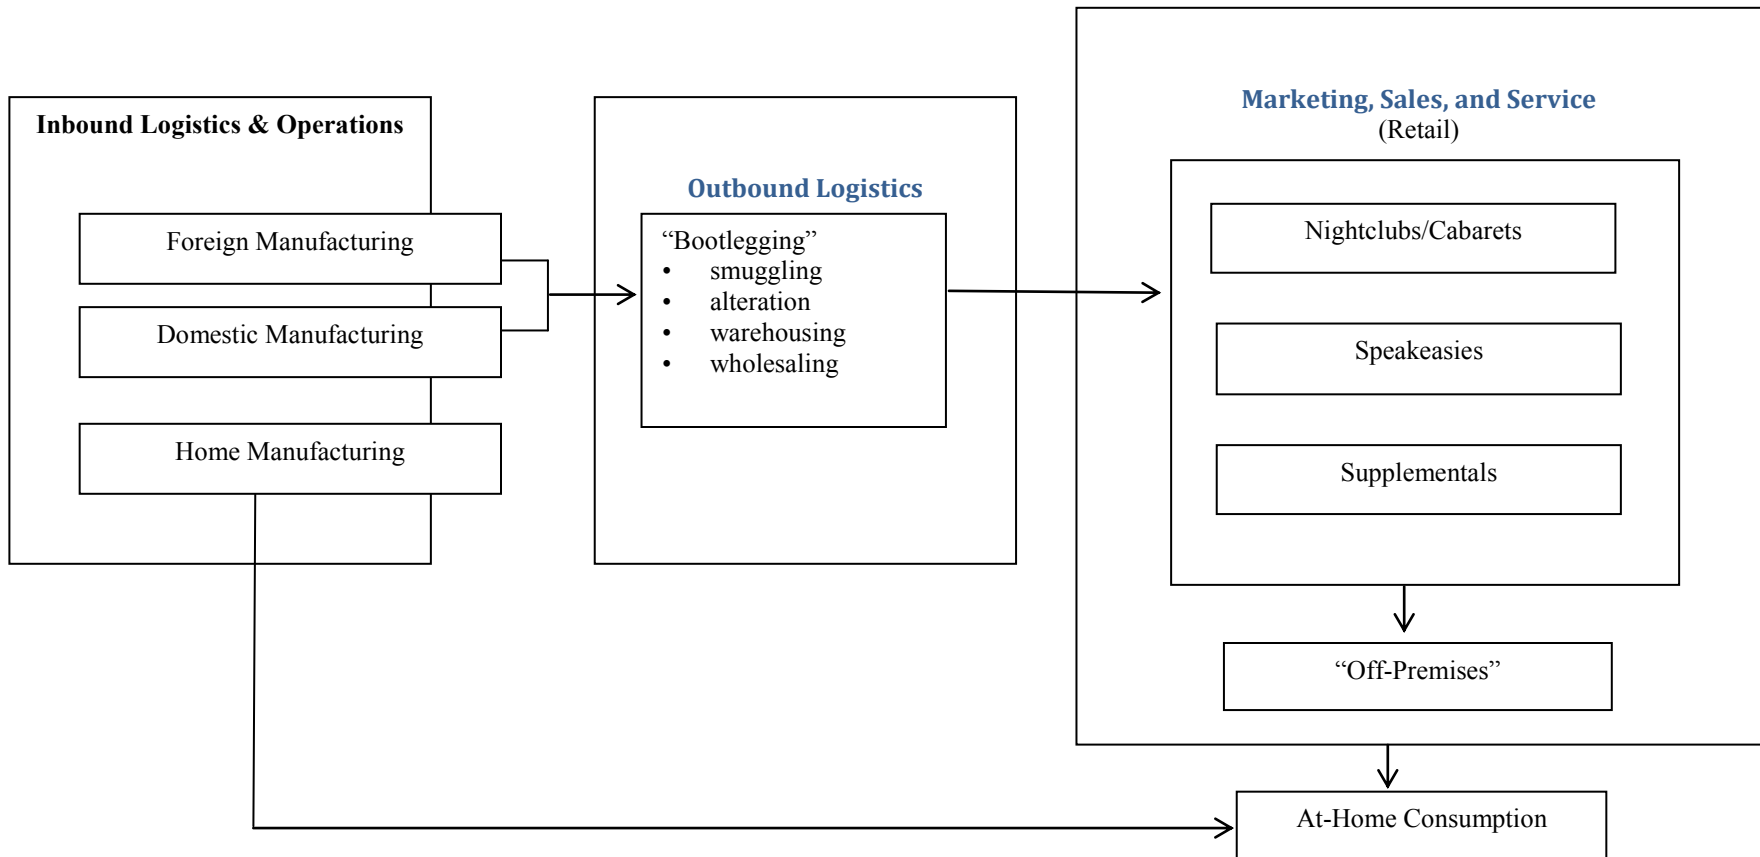 Inbound Logistics & Operations
Foreign Manufacturing
Domestic Manufacturing
Home Manufacturing
Outbound Logistics
“Bootlegging”
• smuggling
• alteration
• warehousing
• wholesaling
Marketing, Sales, and Service
(Retail)
Nightclubs/Cabarets
Speakeasies
Supplementals
“Off-Premises”
At-Home Consumption